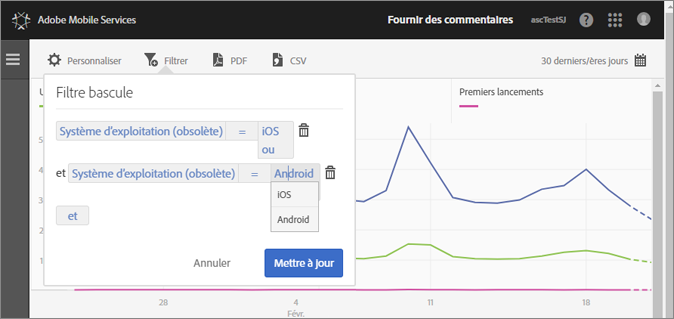 Adobe Mobile Services
Fournir des commentaires
ascTestSJ
?
Personnaliser
Filtrer
PDF
CSV
30 derniers/ères jours
U
Premiers lancements
Filtre bascule
Système d'exploitation (obsolète) = iOS
ou
et Système d'exploitation (obsolète) = Android
iOS
Android
et
Annuler
Mettre à jour
5
4
3
2
1
28
4
11
18
Févr.